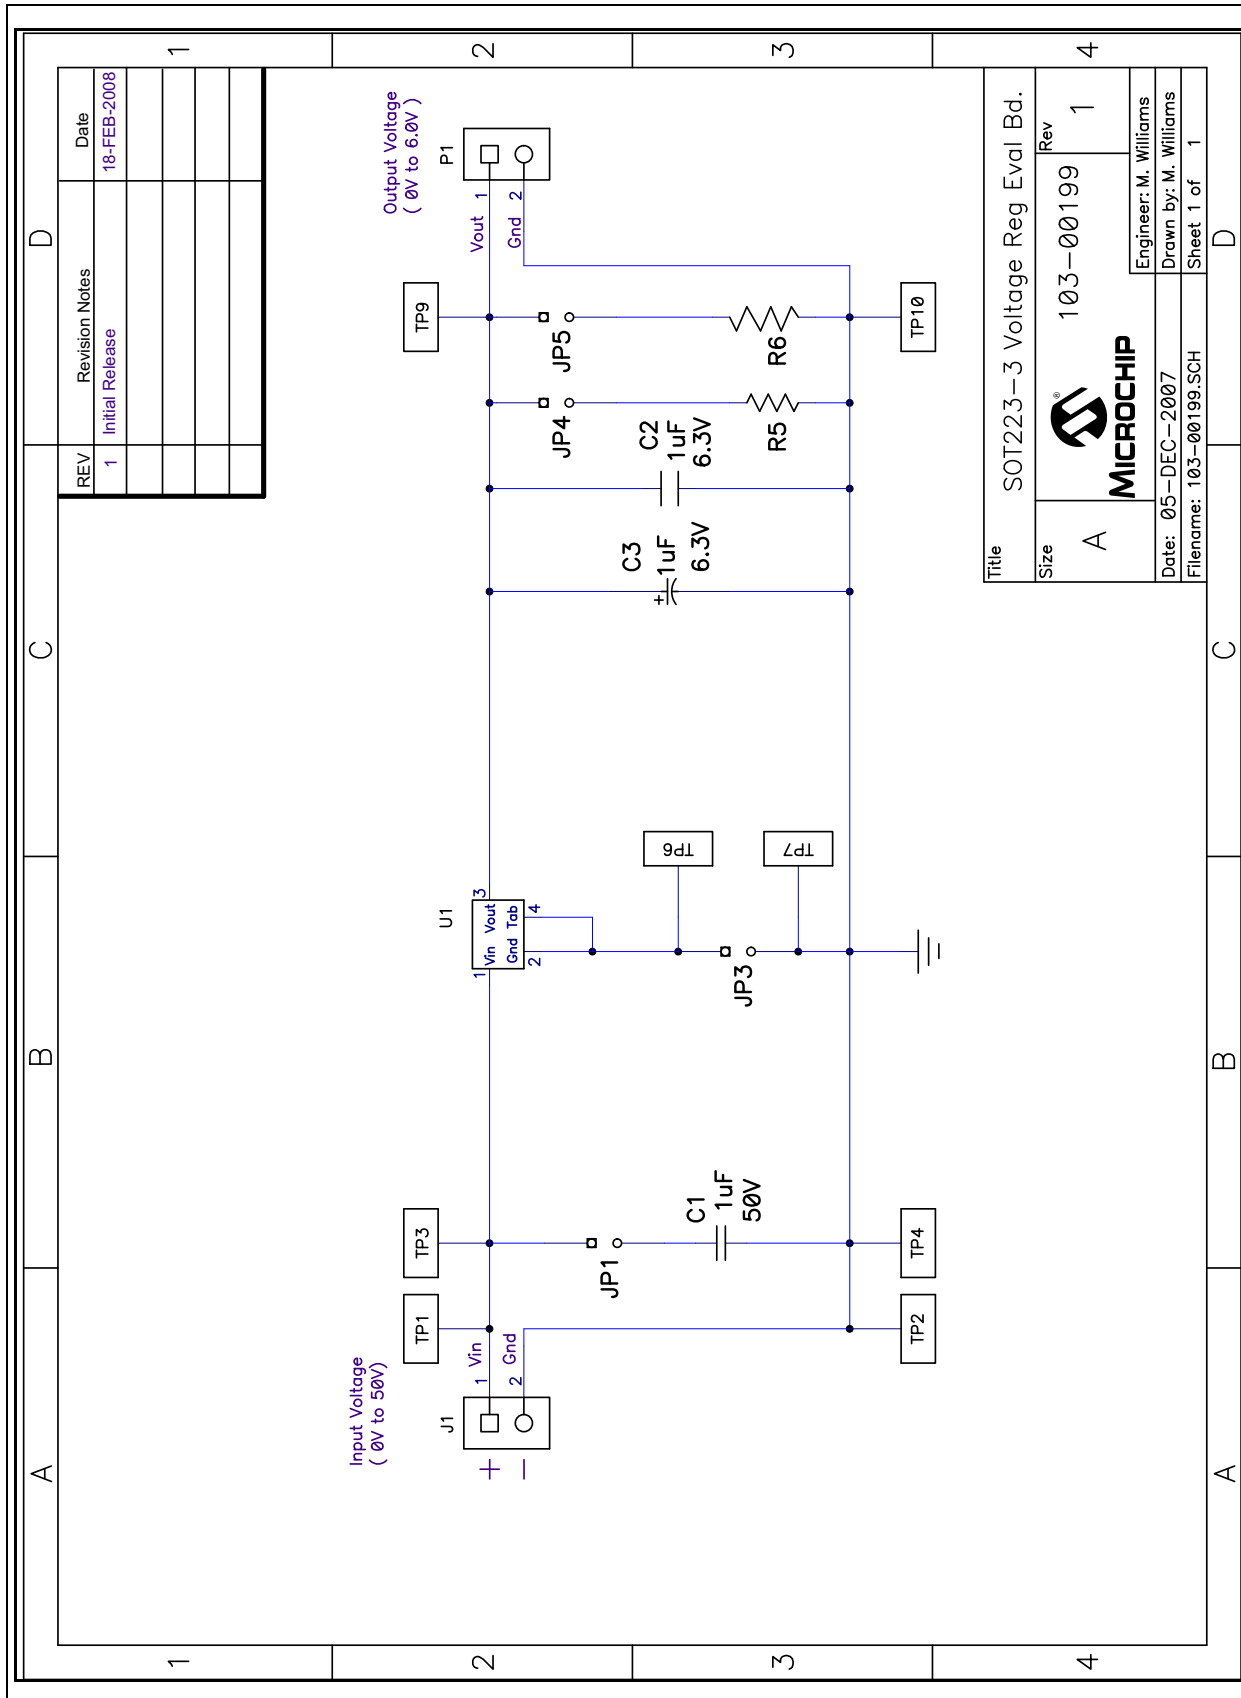 A
B
C
D
1
2
3
4
REV
Revision Notes
Date
1
Initial Release
18-FEB-2008
Input Voltage
( 0V to 50V)
Output Voltage
( 0V to 6.0V )
TP1
TP3
TP9
J1
+
−
1
Vin
2
Gnd
U1
1
Vin
Vout
3
Gnd
Tab
2
4
P1
Vout
1
Gnd
2
JP1
C1
1uF
50V
TP6
TP7
JP3
C3
1uF
6.3V
+
C2
1uF
6.3V
JP4
R5
JP5
R6
TP2
TP4
TP10
Title
SOT223-3 Voltage Reg Eval Bd.
Size
A
MICROCHIP
®
103-00199
Rev
1
Engineer: M. Williams
Date: 05-DEC-2007
Drawn by: M. Williams
Filename: 103-00199.SCH
Sheet 1 of 1
1
2
3
4
A
B
C
D